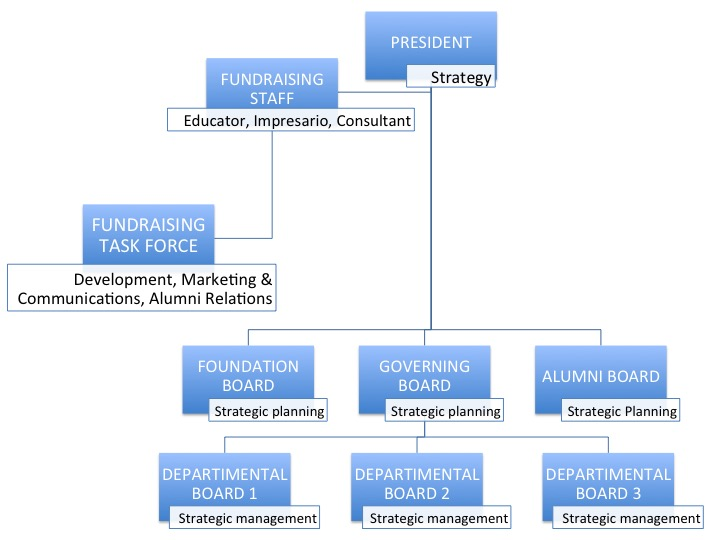 PRESIDENT
Strategy
FUNDRAISING
STAFF
Educator, Impresario, Consultant
FUNDRAISING
TASK FORCE
Development, Marketing &
Communications, Alumni Relations
FOUNDATION
BOARD
Strategic planning
GOVERNING
BOARD
Strategic planning
ALUMNI BOARD
Strategic Planning
DEPARTIMENTAL
BOARD 1
Strategic management
DEPARTIMENTAL
BOARD 2
Strategic management
DEPARTIMENTAL
BOARD 3
Strategic management